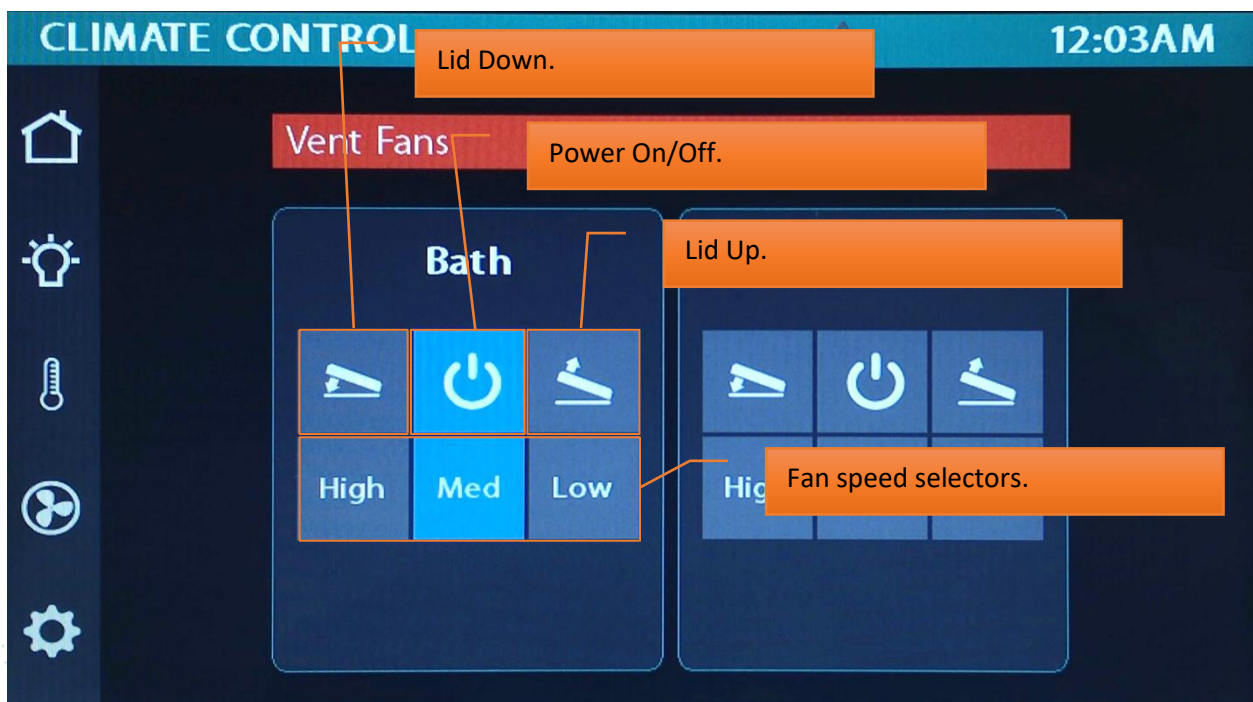 CLIMATE CONTROL
12:03AM
Lid Down.
Vent Fans
Power On/Off.
Bath
Lid Up.
High Med Low
Fan speed selectors.